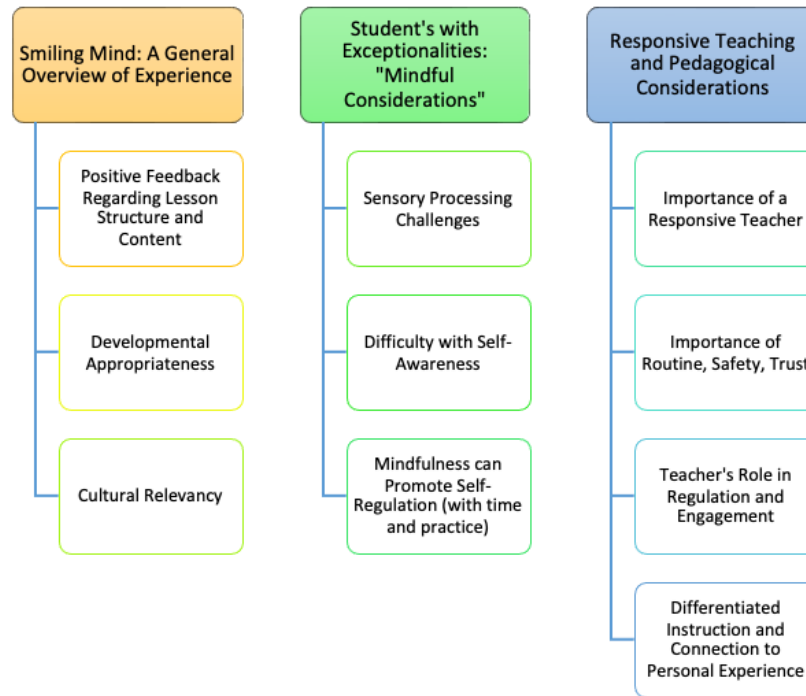 Smiling Mind: A General
Overview of Experience
Positive Feedback
Regarding Lesson
Structure and
Content
Developmental
Appropriateness
Cultural Relevancy
Student's with
Exceptionalities:
"Mindful
Considerations"
Sensory Processing
Challenges
Difficulty with Self-
Awareness
Mindfulness can
Promote Self-
Regulation (with time
and practice)
Responsive Teaching
and Pedagogical
Considerations
Importance of a
Responsive Teacher
Importance of
Routine, Safety, Trust
Teacher's Role in
Regulation and
Engagement
Differentiated
Instruction and
Connection to
Personal Experience